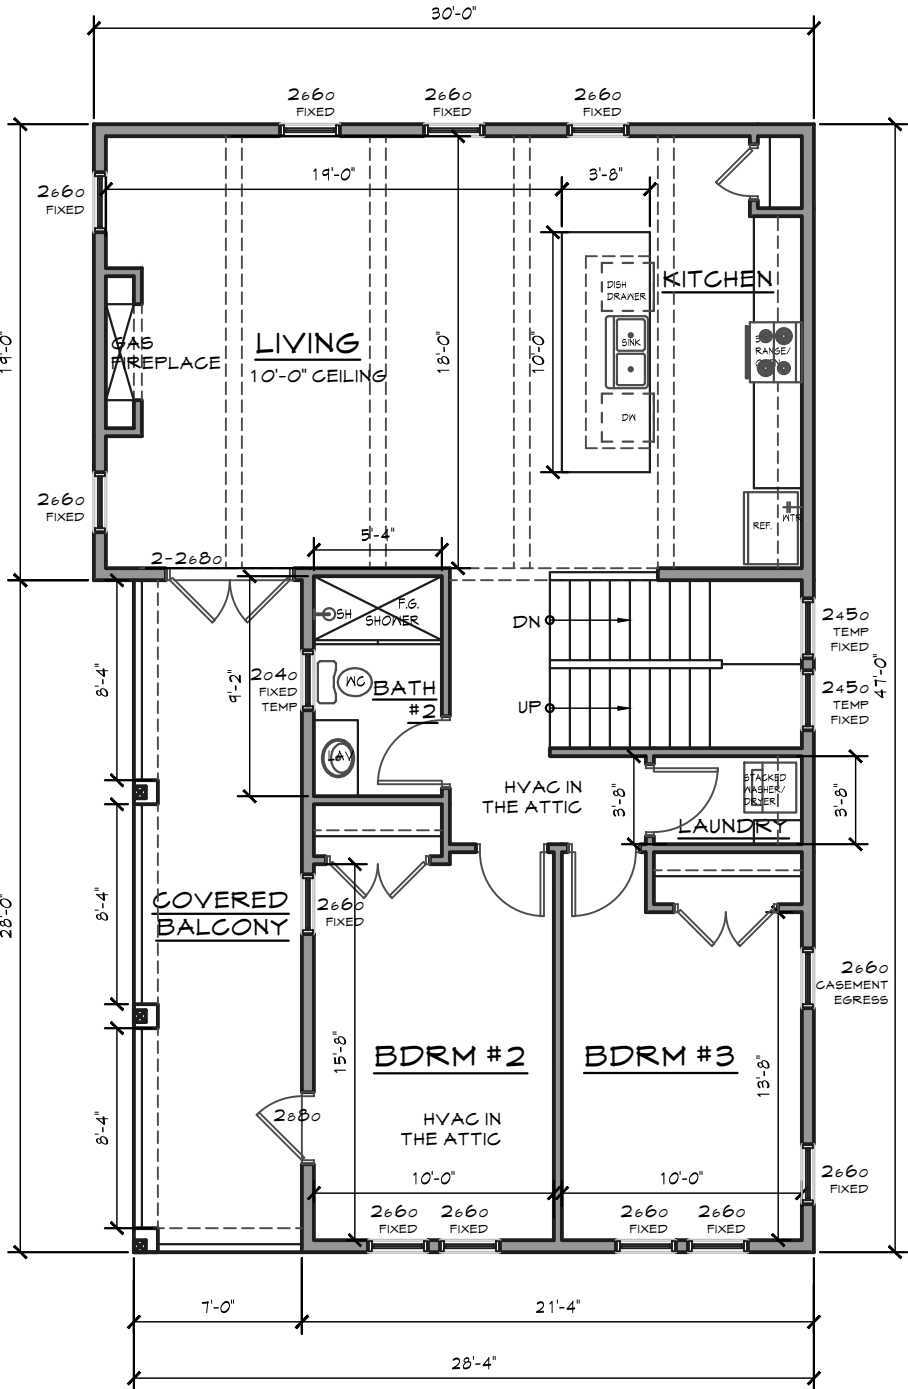 30'-0"
2660
FIXED
2660
FIXED
2660
FIXED
2660
FIXED
19'-0"
3'-8"
DISH
DRAWER
KITCHEN
19'-0"
GAS
FIREPLACE
LIVING
10'-0" CEILING
18'-0"
10'-0"
SINK
RANGE/
DW
2660
FIXED
REF.
WTR
5'-4"
2-2680
SH
F.G.
SHOWER
DN
2450
TEMP
FIXED
8'-4"
9'-2"
2040
FIXED
TEMP
WC
BATH
#2
UP
2450
TEMP
FIXED
47'-0"
LAV
HVAC IN
THE ATTIC
3'-8"
STACKED
WASHER/
DRYER
3'-8"
LAUNDRY
COVERED
BALCONY
8'-4"
28'-0"
2660
FIXED
2660
CASEMENT
EGRESS
15'-8"
BDRM #2
BDRM #3
13'-8"
8'-4"
2880
HVAC IN
THE ATTIC
10'-0"
10'-0"
2660
FIXED
2660
FIXED
2660
FIXED
2660
FIXED
2660
FIXED
7'-0"
21'-4"
28'-4"